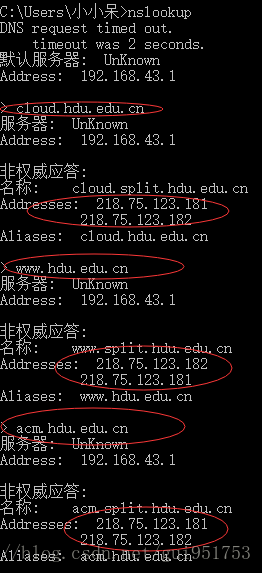 C:\Users\小小呆>nslookup
DNS request timed out.
timeout was 2 seconds.
默认服务器: UnKnown
Address: 192.168.43.1
> cloud.hdu.edu.cn
服务器: UnKnown
Address: 192.168.43.1
非权威应答:
名称: cloud.split.hdu.edu.cn
Addresses: 218.75.123.181
218.75.123.182
Aliases: cloud.hdu.edu.cn
> www.hdu.edu.cn
服务器: UnKnown
Address: 192.168.43.1
非权威应答:
名称: www.split.hdu.edu.cn
Addresses: 218.75.123.182
218.75.123.181
Aliases: www.hdu.edu.cn
> acm.hdu.edu.cn
服务器: UnKnown
Address: 192.168.43.1
非权威应答:
名称: acm.split.hdu.edu.cn
Addresses: 218.75.123.181
218.75.123.182
Aliases: acm.hdu.edu.cn